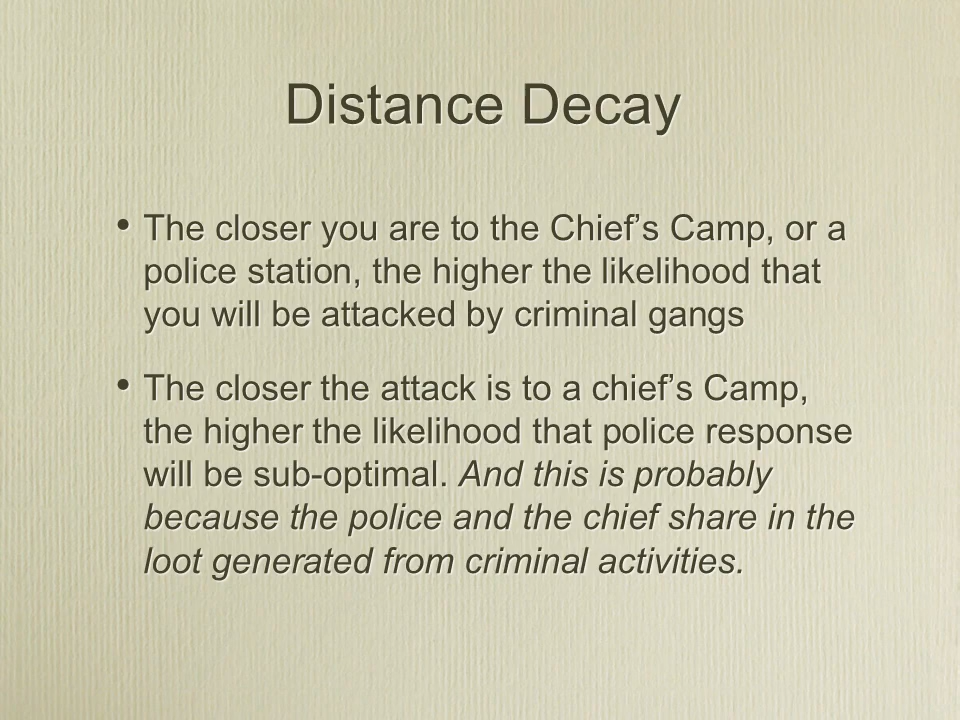 Distance Decay
• The closer you are to the Chief’s Camp, or a
police station, the higher the likelihood that
you will be attacked by criminal gangs
• The closer the attack is to a chief’s Camp,
the higher the likelihood that police response
will be sub-optimal. And this is probably
because the police and the chief share in the
loot generated from criminal activities.